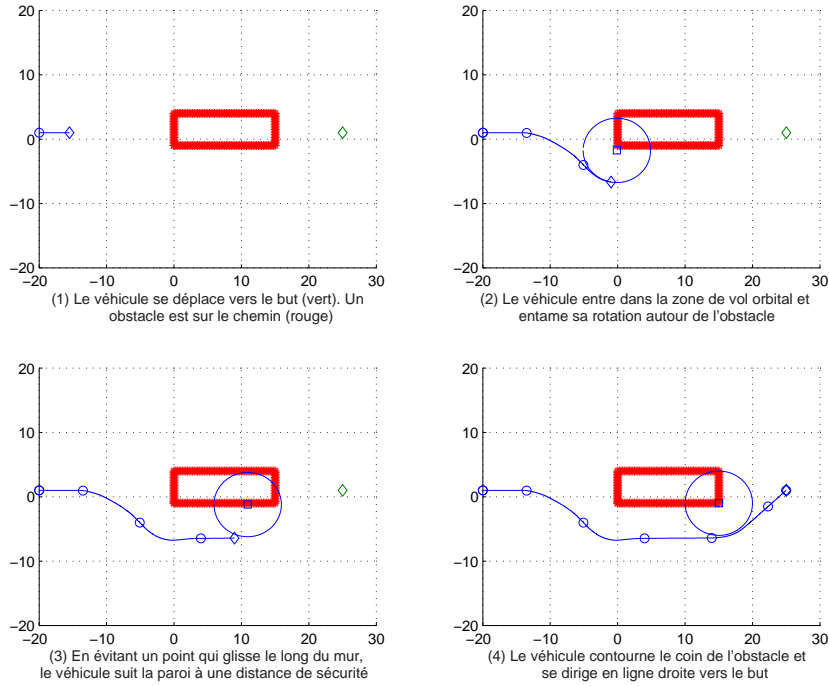 20
10
0
−10
−20
−20 −10 0 10 20 30
(1) Le véhicule se déplace vers le but (vert). Un
obstacle est sur le chemin (rouge)
20
10
0
−10
−20
−20 −10 0 10 20 30
(2) Le véhicule entre dans la zone de vol orbital et
entame sa rotation autour de l'obstacle
20
10
0
−10
−20
−20 −10 0 10 20 30
(3) En évitant un point qui glisse le long du mur,
le véhicule suit la paroi à une distance de sécurité
20
10
0
−10
−20
−20 −10 0 10 20 30
(4) Le véhicule contourne le coin de l'obstacle et
se dirige en ligne droite vers le but